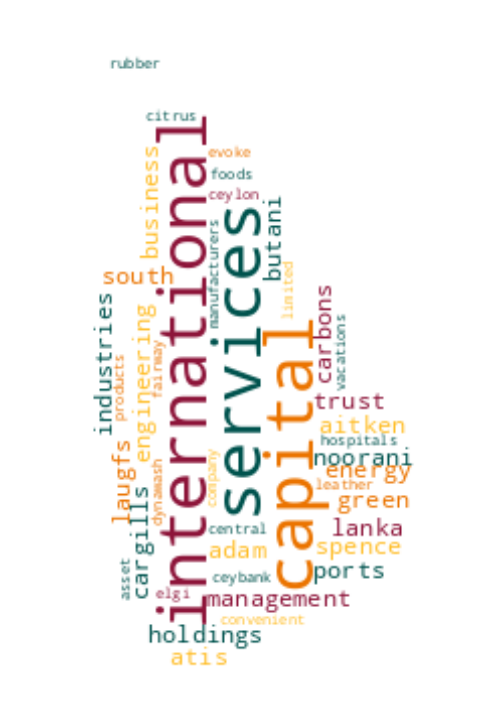 rubber
citrus
international
business
evoke
foods
ceylon
services
manufacturers
butani
limited
south
capital
carbons
vacations
industries
products
engineering
fairway
trust
aitken
hospitals
noorani
energy
leather
green
laugfs
dynawash
company
cargills
central
lanka
adam
spence
asset
ceybank
ports
elgi
management
convenient
holdings
atis